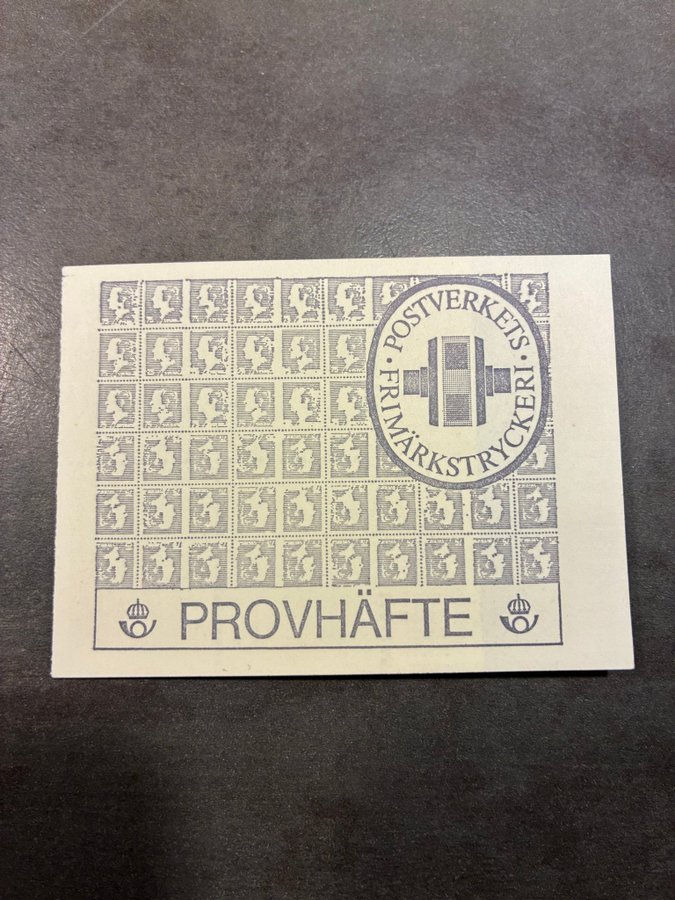 · POSTVERKETS ·
FRIMÄRKSTRYCKERI
PROVHÄFTE